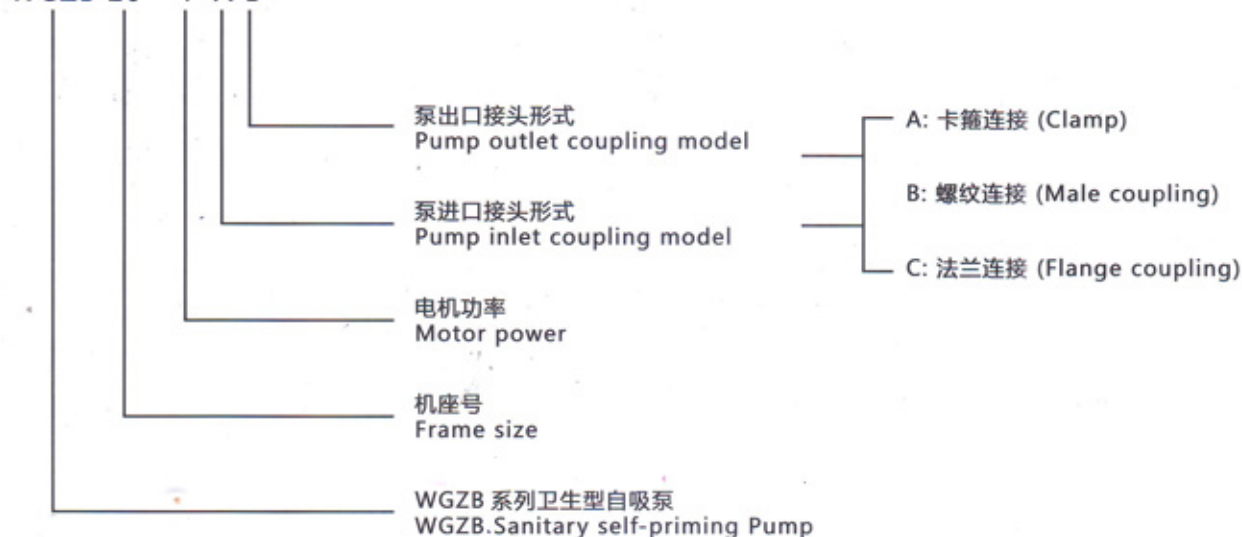 泵出口接头形式
Pump outlet coupling model
A: 卡箍连接 (Clamp)
B: 螺纹连接 (Male coupling)
泵进口接头形式
Pump inlet coupling model
C: 法兰连接 (Flange coupling)
电机功率
Motor power
机座号
Frame size
WGZB 系列卫生型自吸泵
WGZB.Sanitary self-priming Pump